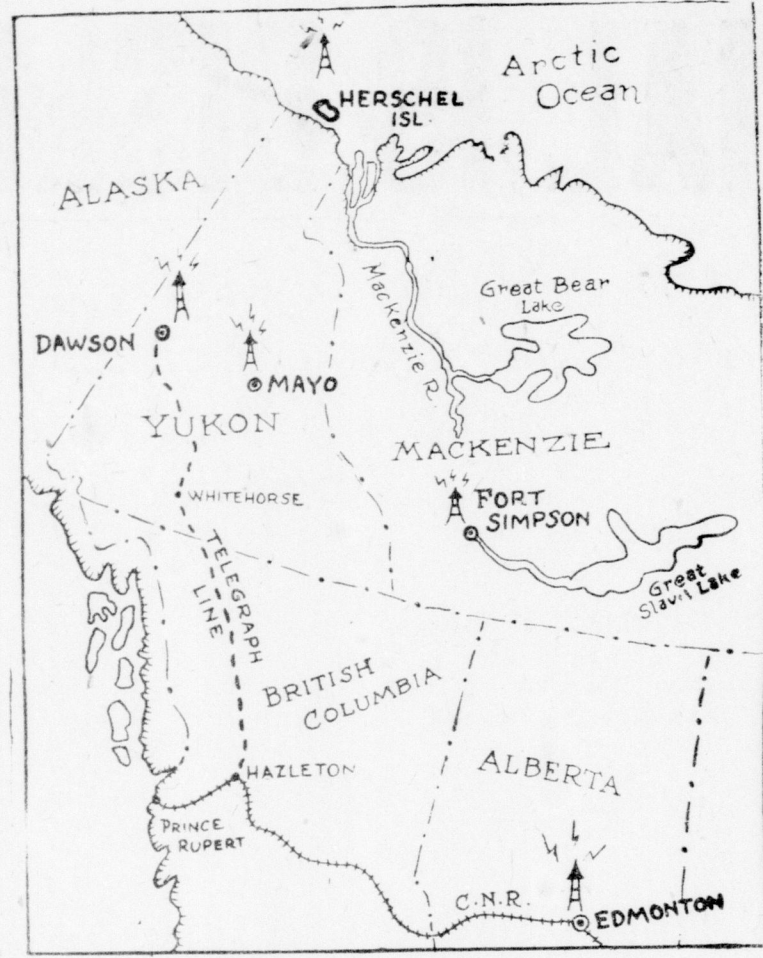 Arctic
Ocean
HERSCHEL
ISL.
ALASKA
Mackenzie R.
Great Bear
Lake
DAWSON
MAYO
YUKON
MACKENZIE
WHITEHORSE
FORT
SIMPSON
TELEGRAPH
LINE
Great
Slave Lake
BRITISH
COLUMBIA
HAZLETON
ALBERTA
PRINCE
RUPERT
C.N.R.
EDMONTON